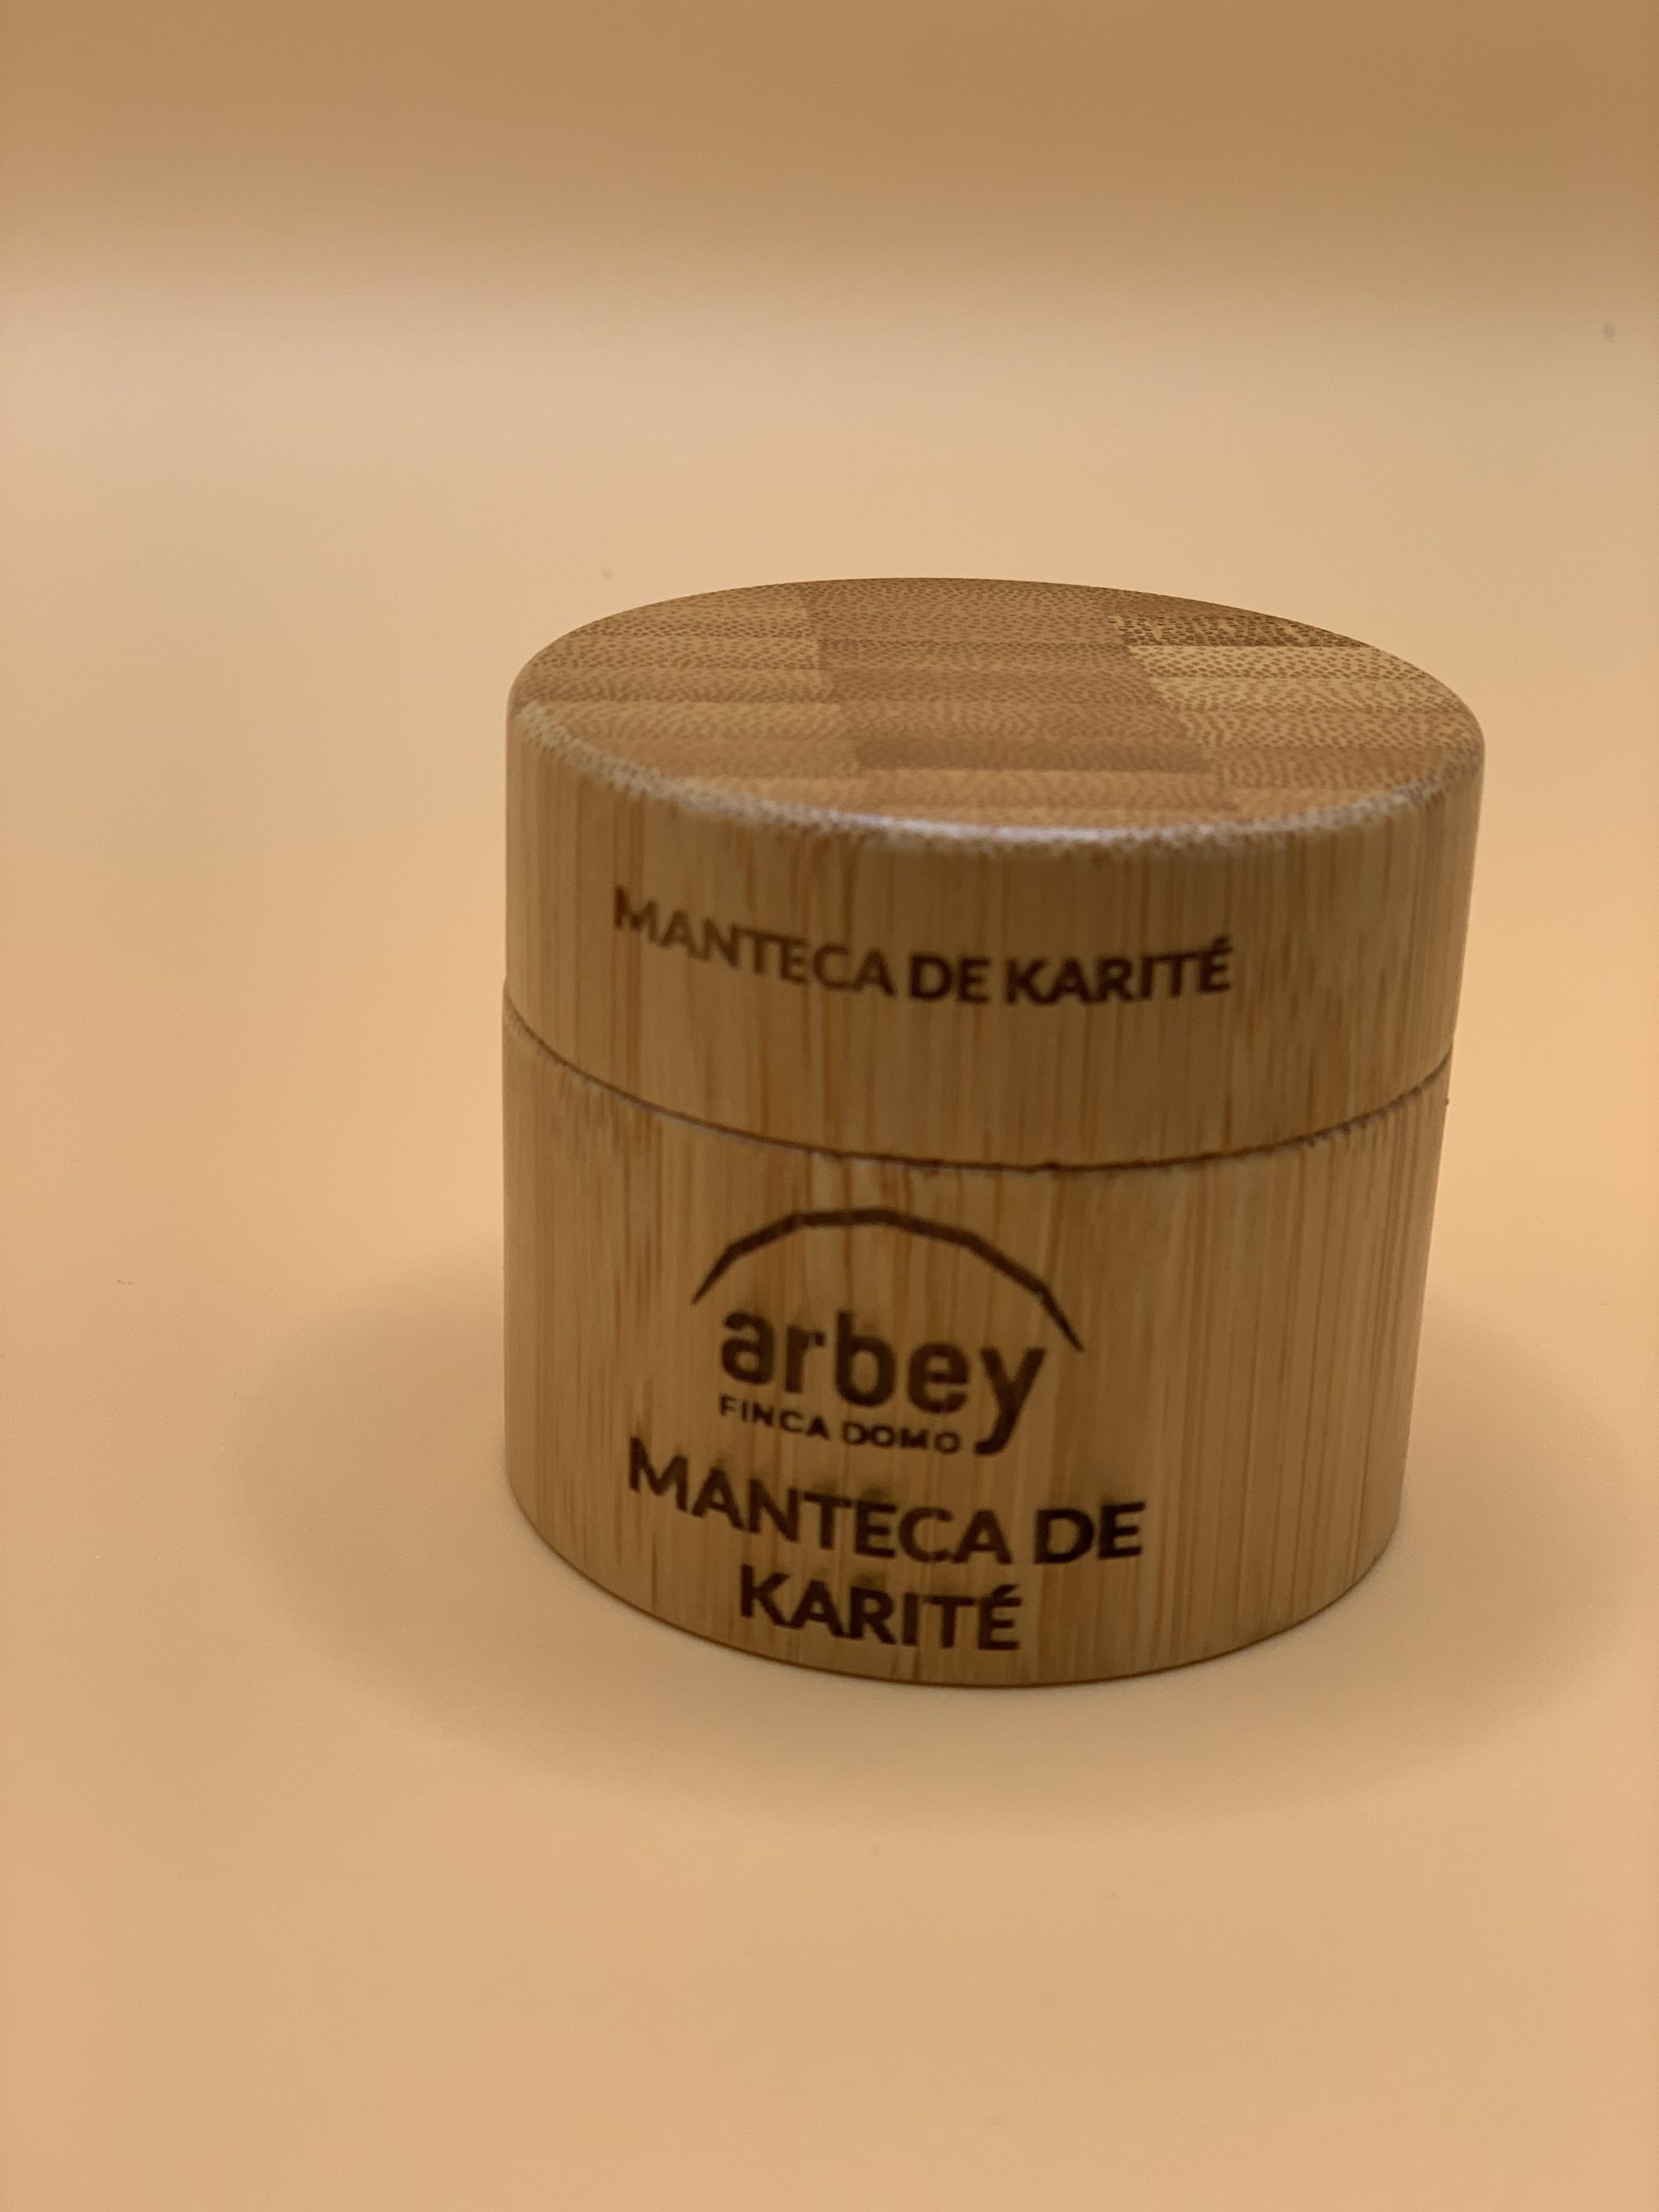 MANTECA DE KARITÉ
arbey
FINCA DOMO
MANTECA DE
KARITÉ